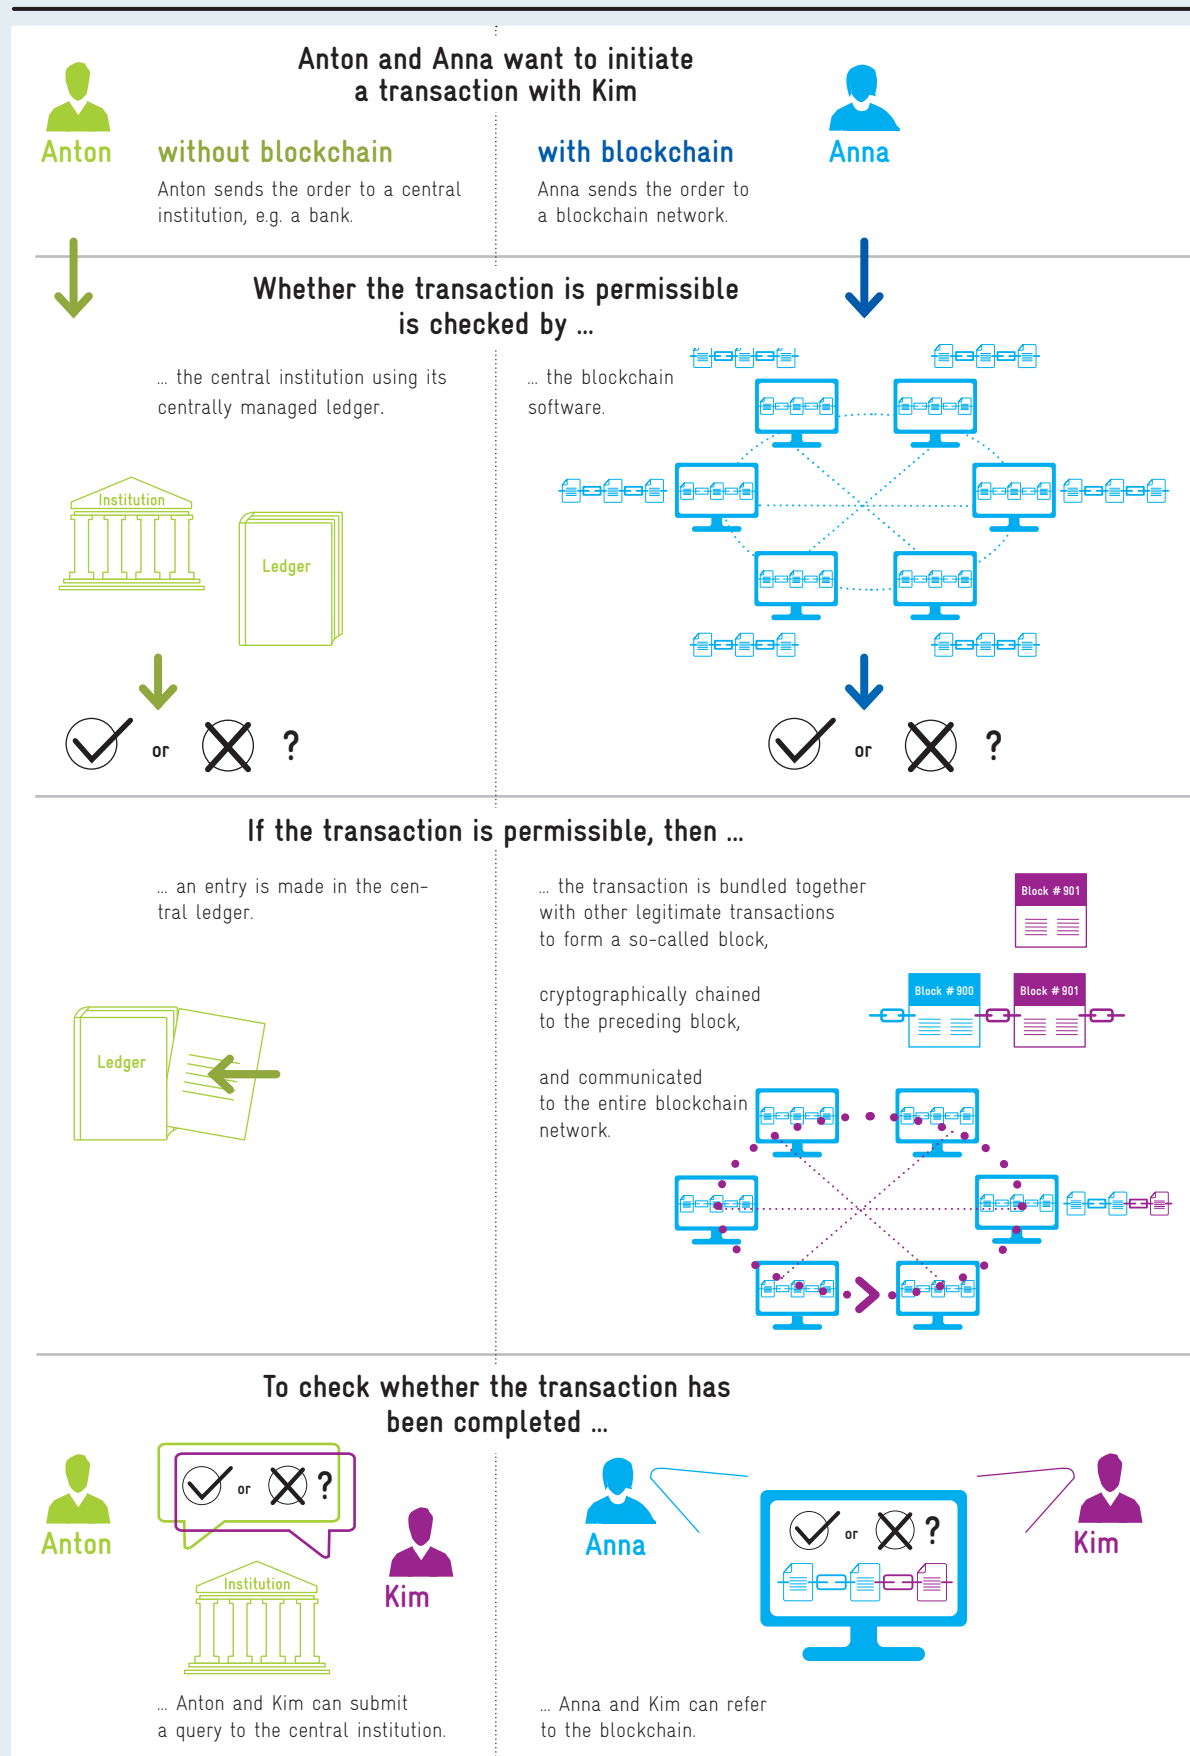 Anton and Anna want to initiate
a transaction with Kim
Anton
without blockchain
Anton sends the order to a central
institution, e.g. a bank.
with blockchain
Anna sends the order to
a blockchain network.
Anna
Whether the transaction is permissible
is checked by ...
... the central institution using its
centrally managed ledger.
... the blockchain
software.
Institution
Ledger
or
?
or
?
If the transaction is permissible, then ...
... an entry is made in the cen-
tral ledger.
... the transaction is bundled together
with other legitimate transactions
to form a so-called block,
Block # 901
cryptographically chained
to the preceding block,
Block # 900
Block # 901
Ledger
and communicated
to the entire blockchain
network.
To check whether the transaction has
been completed ...
or
?
Anton
Kim
Institution
... Anton and Kim can submit
a query to the central institution.
Anna
or
?
Kim
... Anna and Kim can refer
to the blockchain.